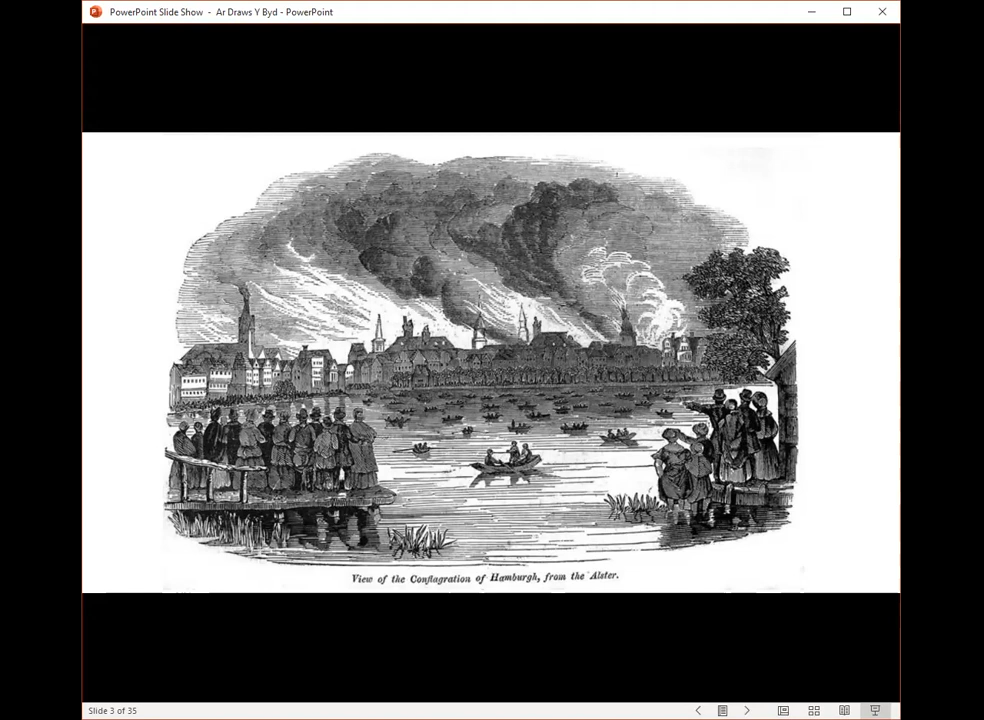 PowerPoint Slide Show - Ar Draws Y Byd - PowerPoint
View of the Conflagration of Hamburgh, from the Alster.
Slide 3 of 35